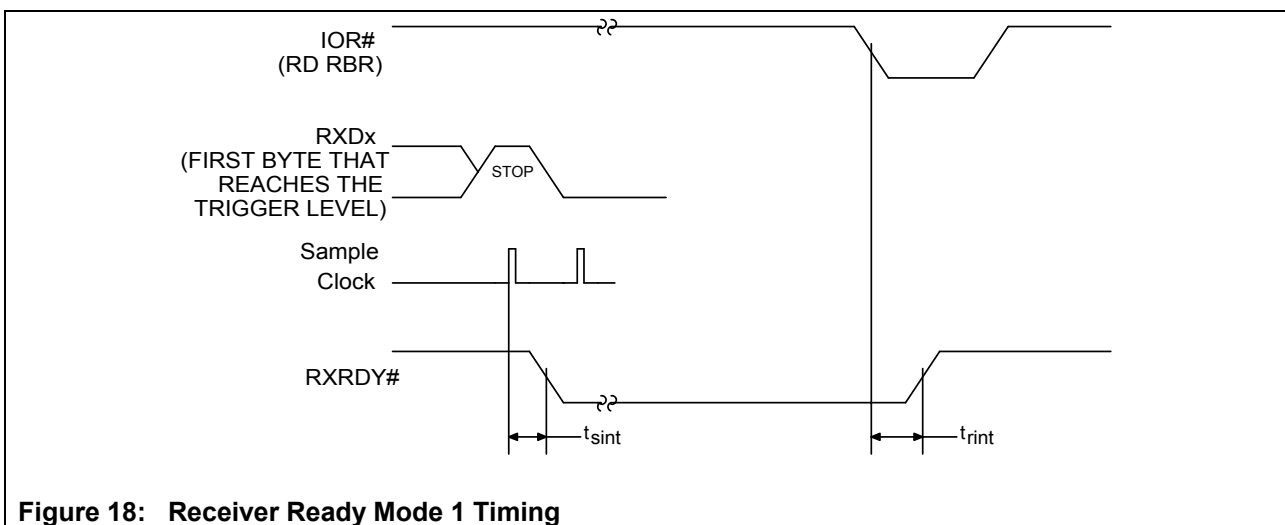 IOR#
(RD RBR)
RXDx
(FIRST BYTE THAT
REACHES THE
TRIGGER LEVEL)
STOP
Sample
Clock
RXRDY#
tsint
trint
Figure 18: Receiver Ready Mode 1 Timing